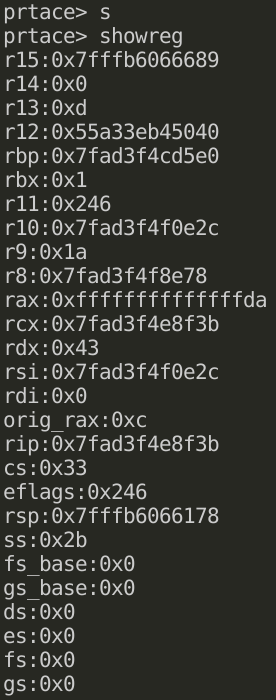 prtace> s
prtace> showreg
r15:0x7fffb6066689
r14:0x0
r13:0xd
r12:0x55a33eb45040
rbp:0x7fad3f4cd5e0
rbx:0x1
r11:0x246
r10:0x7fad3f4f0e2c
r9:0x1a
r8:0x7fad3f4f8e78
rax:0xffffffffffffffda
rcx:0x7fad3f4e8f3b
rdx:0x43
rsi:0x7fad3f4f0e2c
rdi:0x0
orig_rax:0xc
rip:0x7fad3f4e8f3b
cs:0x33
eflags:0x246
rsp:0x7fffb6066178
ss:0x2b
fs_base:0x0
gs_base:0x0
ds:0x0
es:0x0
fs:0x0
gs:0x0